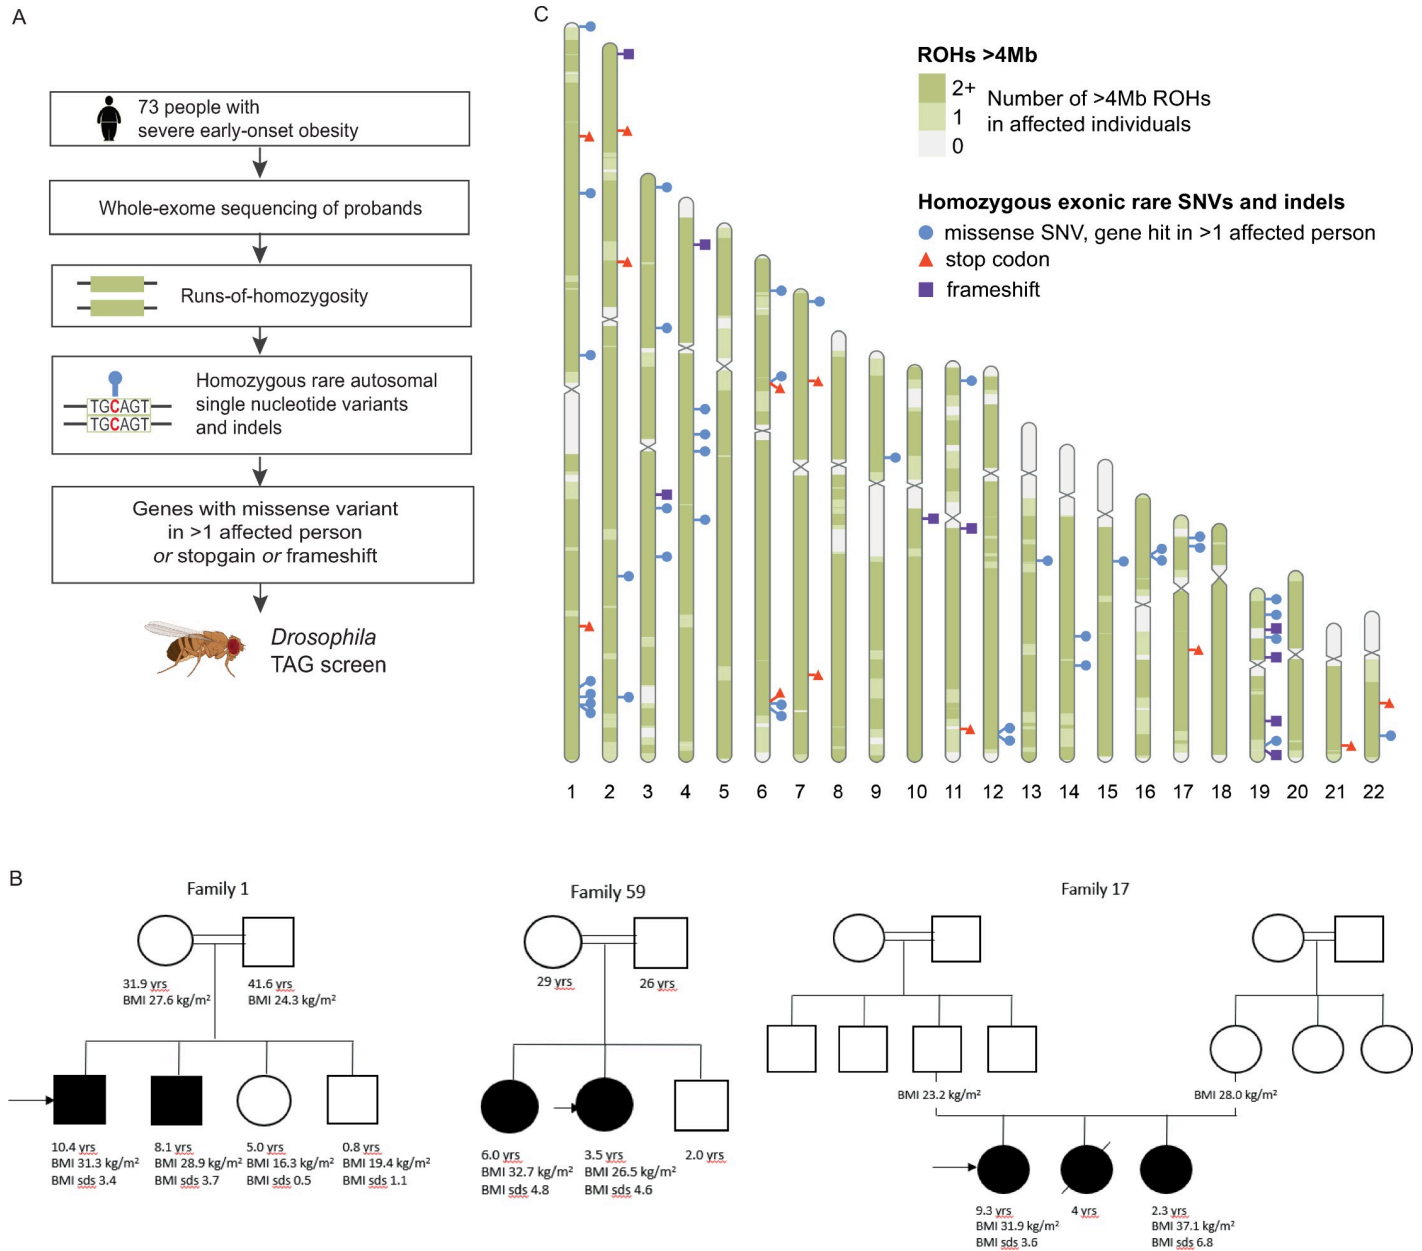 A
73 people with
severe early-onset obesity
Whole-exome sequencing of probands
Runs-of-homozygosity
TGCAGT
TGCAGT
Homozygous rare autosomal
single nucleotide variants
and indels
Genes with missense variant
in >1 affected person
or stopgain or frameshift
Drosophila
TAG screen
C
ROHs >4Mb
2+
1
0
Number of >4Mb ROHs
in affected individuals
Homozygous exonic rare SNVs and indels
missense SNV, gene hit in >1 affected person
stop codon
frameshift
1 2 3 4 5 6 7 8 9 10 11 12 13 14 15 16 17 18 19 20 21 22
B
Family 1
31.9 yrs
BMI 27.6 kg/m²
41.6 yrs
BMI 24.3 kg/m²
10.4 yrs
BMI 31.3 kg/m²
BMI sds 3.4
8.1 yrs
BMI 28.9 kg/m²
BMI sds 3.7
5.0 yrs
BMI 16.3 kg/m²
BMI sds 0.5
0.8 yrs
BMI 19.4 kg/m²
BMI sds 1.1
Family 59
29 yrs
26 yrs
6.0 yrs
BMI 32.7 kg/m²
BMI sds 4.8
3.5 yrs
BMI 26.5 kg/m²
BMI sds 4.6
2.0 yrs
Family 17
BMI 23.2 kg/m²
BMI 28.0 kg/m²
9.3 yrs
BMI 31.9 kg/m²
BMI sds 3.6
4 yrs
2.3 yrs
BMI 37.1 kg/m²
BMI sds 6.8